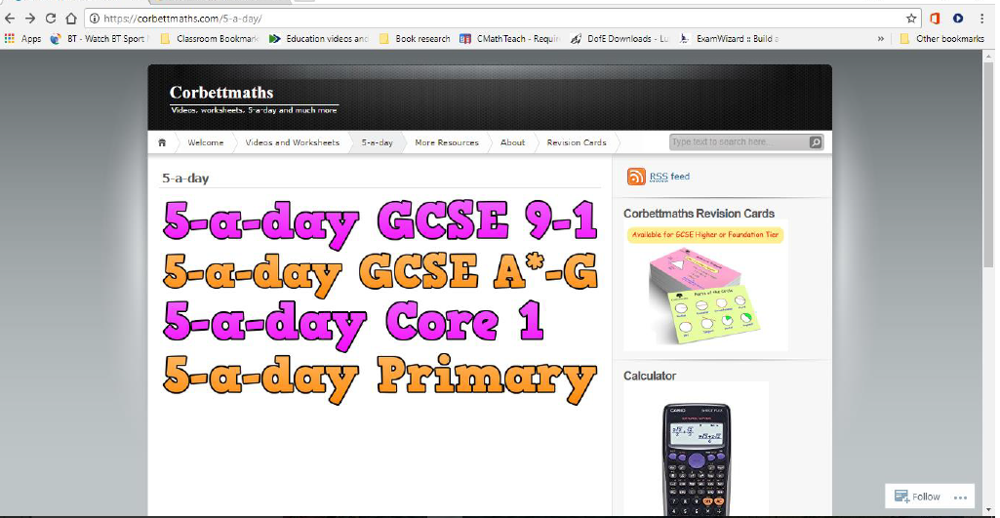 https://corbettmaths.com/5-a-day/
Apps BT - Watch BT Sport Classroom Bookmark Education videos and Book research CMathTeach - Requir DofE Downloads - Lu ExamWizard :: Build a » Other bookmarks
Corbettmaths
Videos, worksheets, 5-a-day and much more
Welcome Videos and Worksheets 5-a-day More Resources About Revision Cards Type text to search here...
5-a-day
5-a-day GCSE 9-1
5-a-day GCSE A*-G
5-a-day Core 1
5-a-day Primary
RSS feed
Corbettmaths Revision Cards
Available for GCSE Higher or Foundation Tier
Parts of the Circle
Calculator
CASIO
Follow